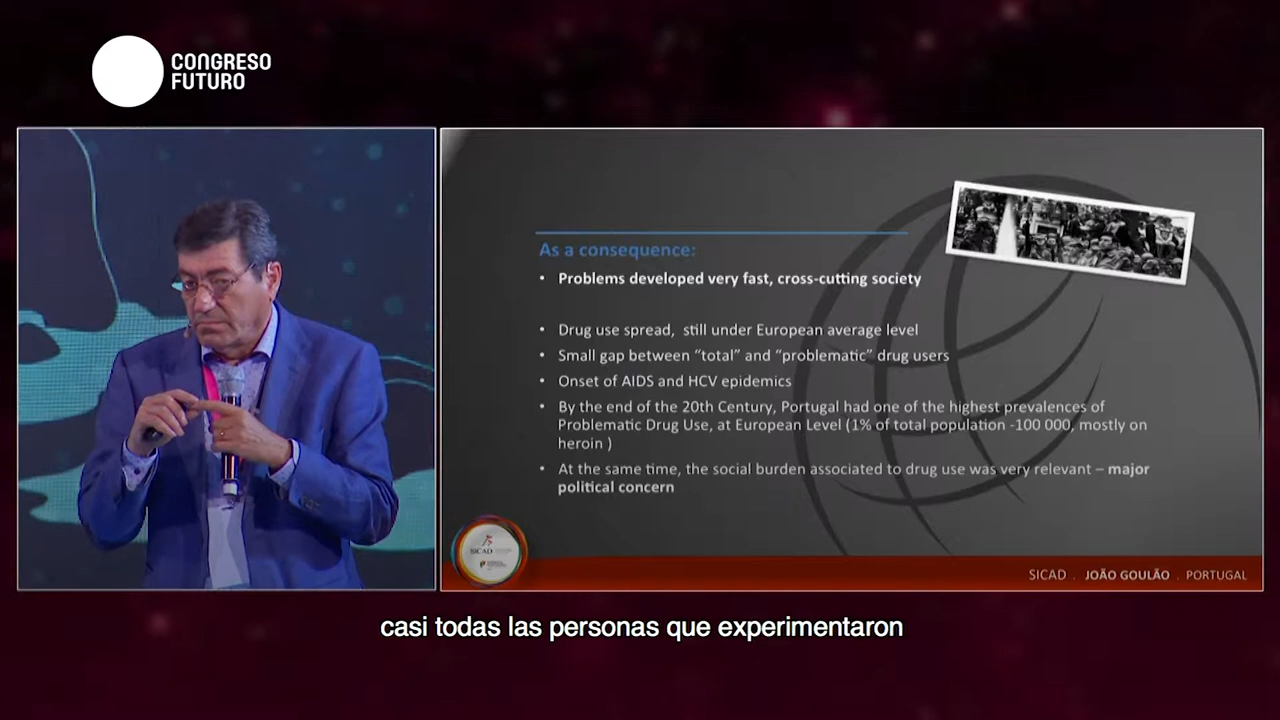 CONGRESO
FUTURO
As a consequence:
• Problems developed very fast, cross-cutting society
• Drug use spread, still under European average level
• Small gap between “total” and “problematic” drug users
• Onset of AIDS and HCV epidemics
• By the end of the 20th Century, Portugal had one of the highest prevalences of
Problematic Drug Use, at European Level (1% of total population -100 000, mostly on
heroin )
• At the same time, the social burden associated to drug use was very relevant – major
political concern
SICAD
SICAD . JOÃO GOULÃO . PORTUGAL
casi todas las personas que experimentaron